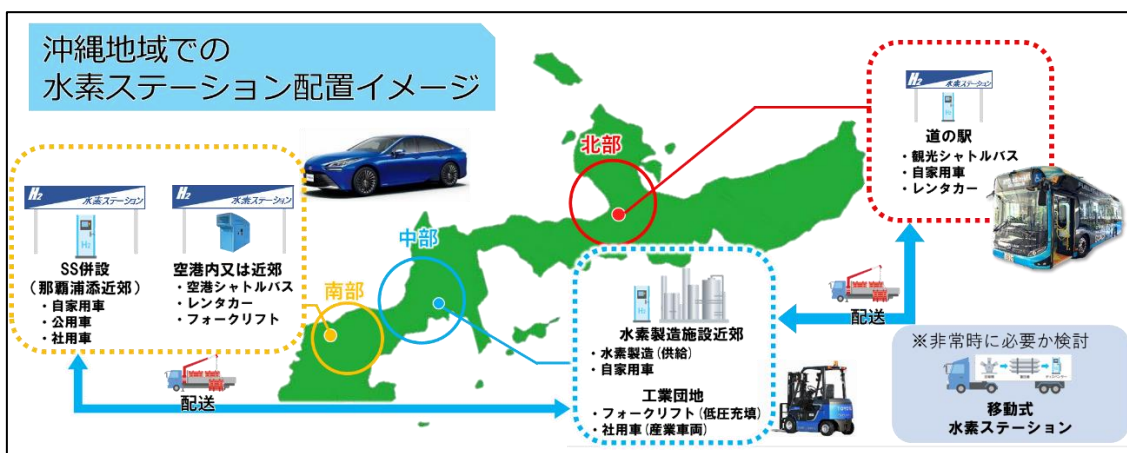 沖縄地域での
水素ステーション配置イメージ
H2 水素ステーション
SS併設
（那覇浦添近郊）
・自家用車
・公用車
・社用車
H2 水素ステーション
空港内又は近郊
・空港シャトルバス
・レンタカー
・フォークリフト
配送
南部
中部
北部
H2 水素ステーション
道の駅
・観光シャトルバス
・自家用車
・レンタカー
配送
水素製造施設近郊
・水素製造(供給)
・自家用車
工業団地
・フォークリフト(低圧充填)
・社用車(産業車両)
※非常時に必要か検討
移動式
水素ステーション